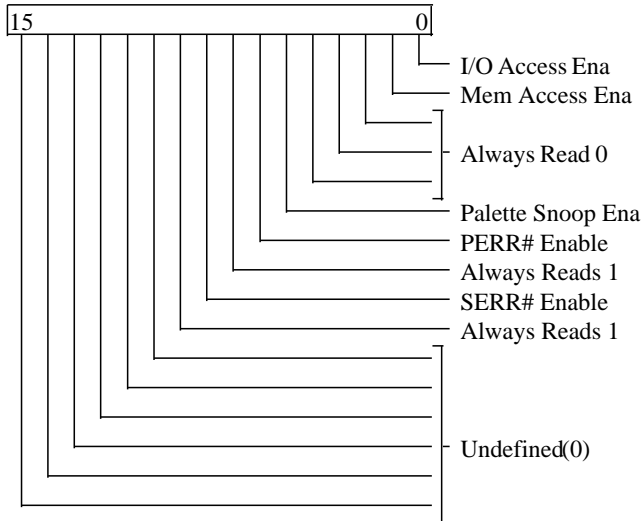 15 0
I/O Access Ena
Mem Access Ena
Always Read 0
Palette Snoop Ena
PERR# Enable
Always Reads 1
SERR# Enable
Always Reads 1
Undefined(0)